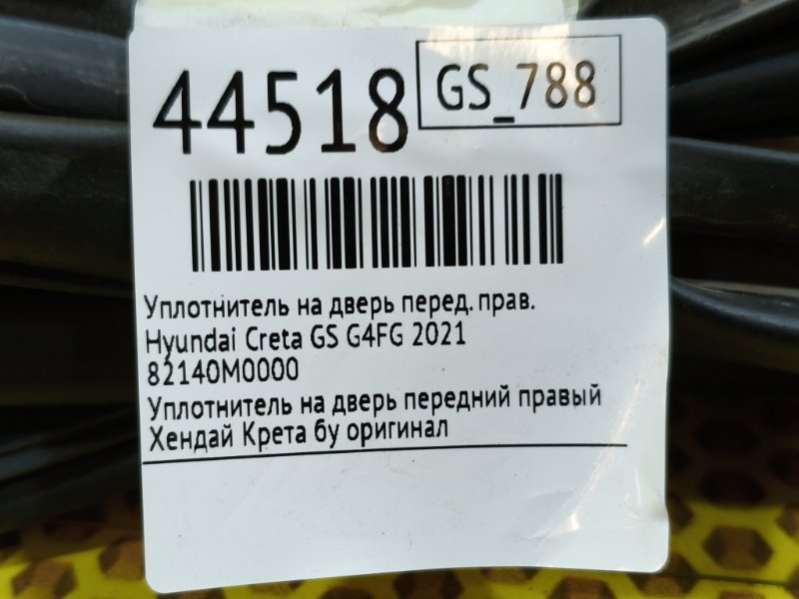 44518
GS_788
Уплотнитель на дверь перед. прав.
Hyundai Creta GS G4FG 2021
82140M0000
Уплотнитель на дверь передний правый
Хендай Крета бу оригинал